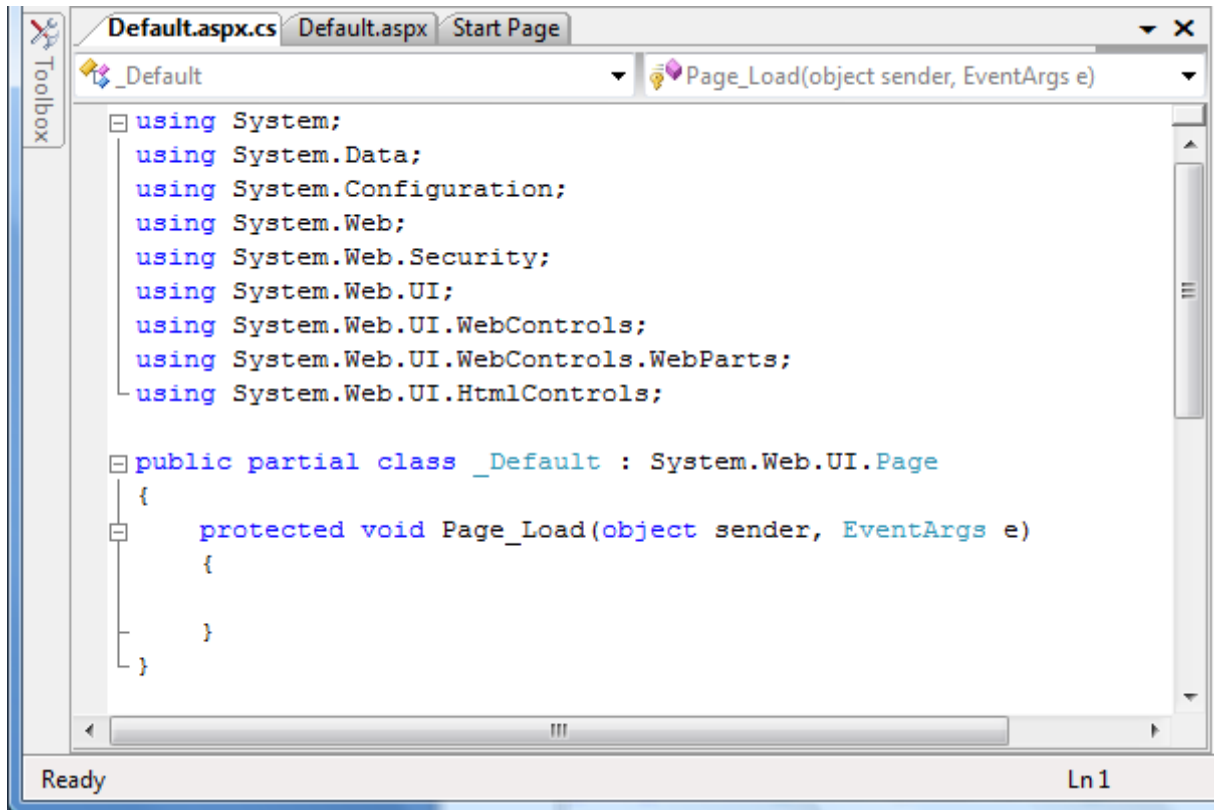 Default.aspx.cs Default.aspx Start Page
Toolbox
_Default Page_Load(object sender, EventArgs e)
using System;
using System.Data;
using System.Configuration;
using System.Web;
using System.Web.Security;
using System.Web.UI;
using System.Web.UI.WebControls;
using System.Web.UI.WebControls.WebParts;
using System.Web.UI.HtmlControls;
public partial class _Default : System.Web.UI.Page
{
protected void Page_Load(object sender, EventArgs e)
{
}
}
Ready Ln 1